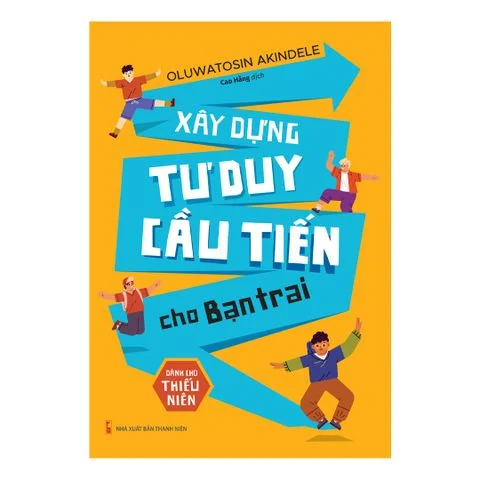 OLUWATOSIN AKINDELE
Cao Hằng dịch
XÂY DỰNG
TƯ DUY
CẦU TIẾN
cho Bạn trai
DÀNH CHO
THIẾU
NIÊN
NHÀ XUẤT BẢN THANH NIÊN